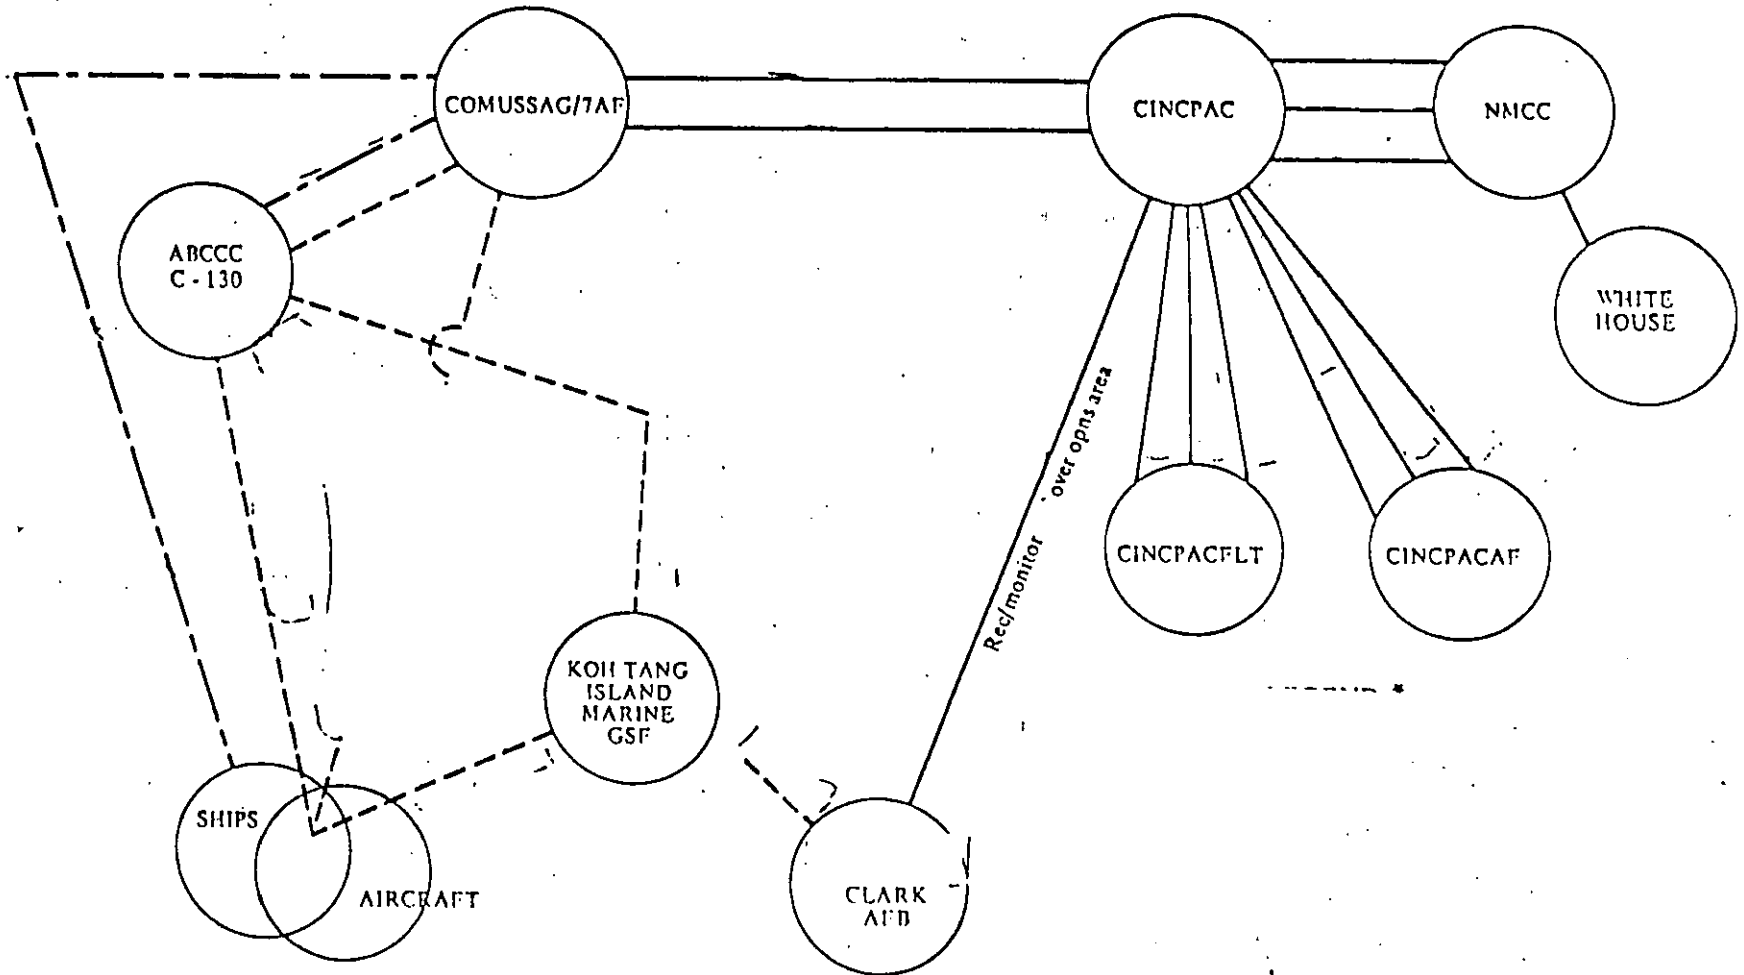 COMUSSAG/7AF
CINCPAC
NMCC
ABCCC
C-130
WHITE
HOUSE
Rec/monitor over opns area
CINCPACFLT
CINCPACAF
KOH TANG
ISLAND
MARINE
GSF
SHIPS
AIRCRAFT
CLARK
AFB